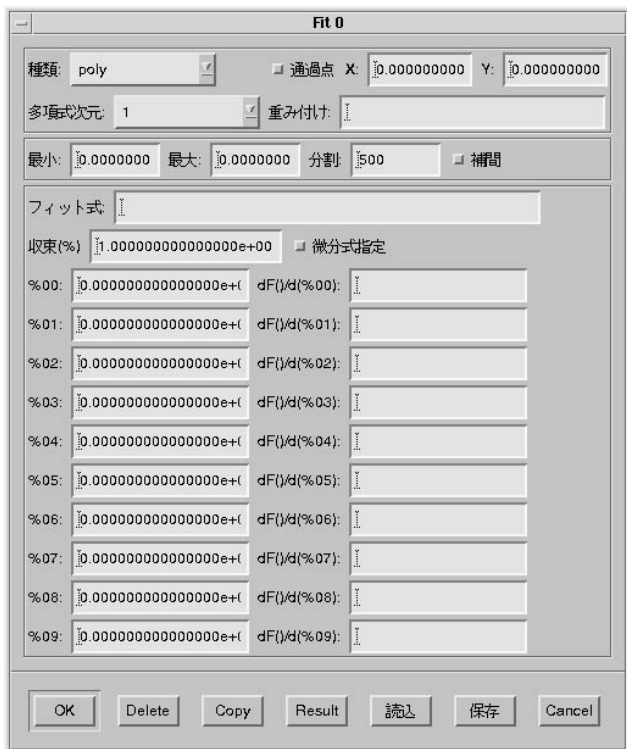 Fit 0
種類: poly 通過点 X: 0.000000000 Y: 0.000000000
多項式次元: 1 重み付け:
最小: 0.0000000 最大: 0.0000000 分割: 500 補間
フィット式:
収束(%) 1.000000000000000e+00 微分式指定
%00: 0.000000000000000e+( dF()/d(%00):
%01: 0.000000000000000e+( dF()/d(%01):
%02: 0.000000000000000e+( dF()/d(%02):
%03: 0.000000000000000e+( dF()/d(%03):
%04: 0.000000000000000e+( dF()/d(%04):
%05: 0.000000000000000e+( dF()/d(%05):
%06: 0.000000000000000e+( dF()/d(%06):
%07: 0.000000000000000e+( dF()/d(%07):
%08: 0.000000000000000e+( dF()/d(%08):
%09: 0.000000000000000e+( dF()/d(%09):
OK Delete Copy Result 読込 保存 Cancel